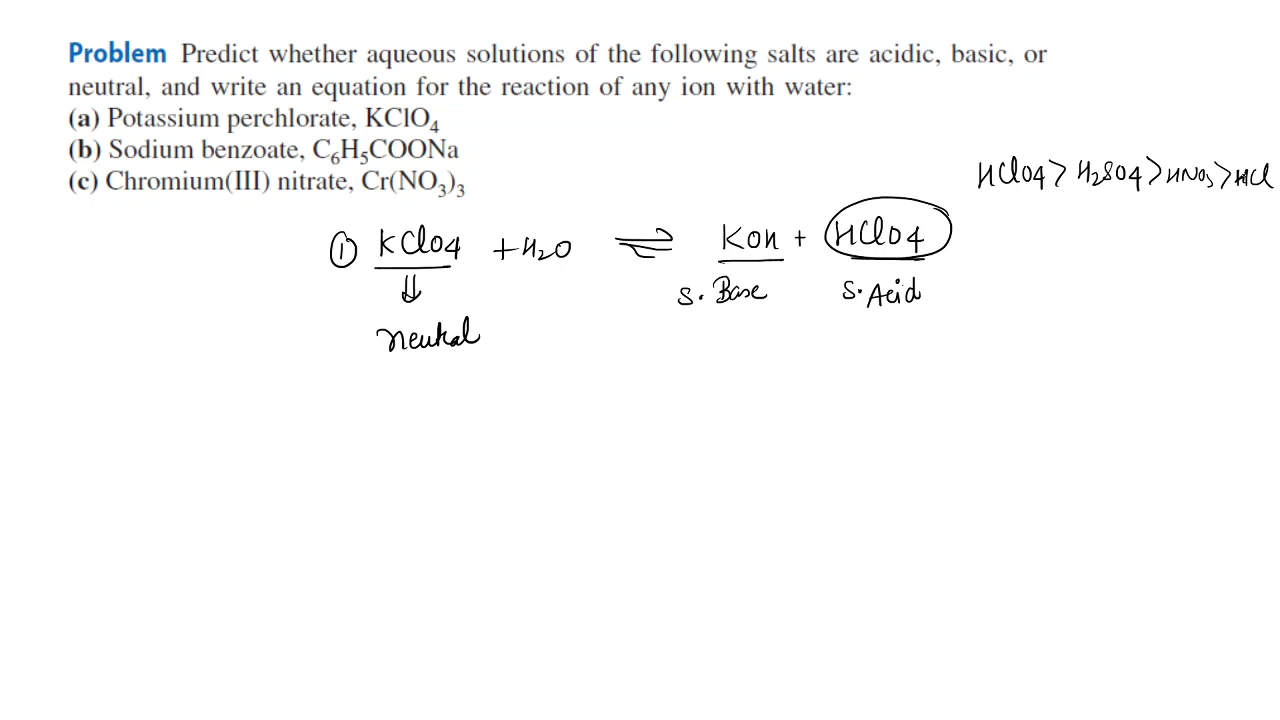 Problem Predict whether aqueous solutions of the following salts are acidic, basic, or
neutral, and write an equation for the reaction of any ion with water:
(a) Potassium perchlorate, KClO₄
(b) Sodium benzoate, C₆H₅COONa
(c) Chromium(III) nitrate, Cr(NO₃)₃
HClO4 > H₂SO4 > HNO₃ > HCl
① KClO4 + H₂O ⇌ KOH + HClO4
⇓ S. Base S. Acid
Neutral